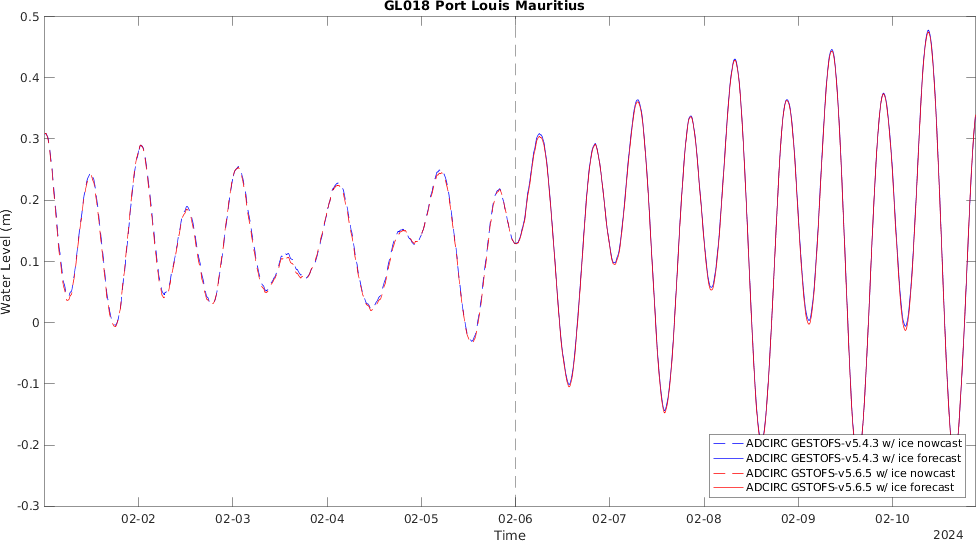 GL018 Port Louis Mauritius
0.5
0.4
0.3
0.2
0.1
0
-0.1
-0.2
-0.3
Water Level (m)
02-02 02-03 02-04 02-05 02-06 02-07 02-08 02-09 02-10
Time
2024
ADCIRC GESTOFS-v5.4.3 w/ ice nowcast
ADCIRC GESTOFS-v5.4.3 w/ ice forecast
ADCIRC GSTOFS-v5.6.5 w/ ice nowcast
ADCIRC GSTOFS-v5.6.5 w/ ice forecast